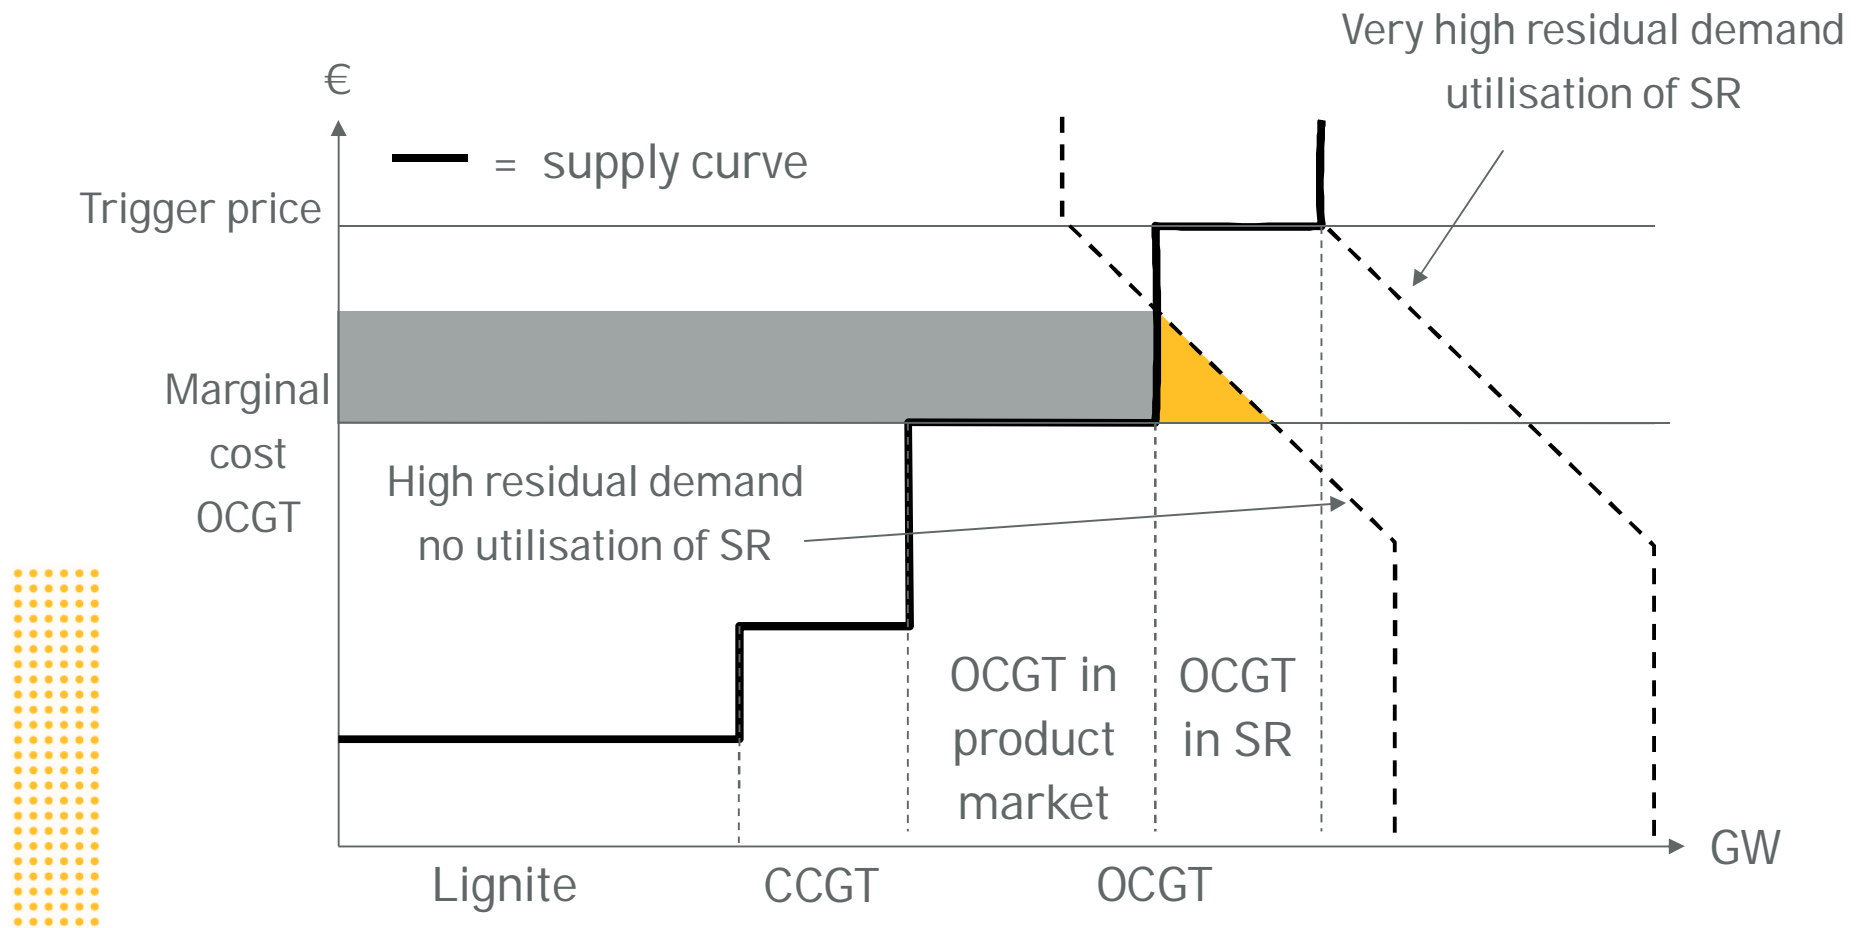 Very high residual demand
utilisation of SR
€
= supply curve
Trigger price
Marginal
cost
OCGT
High residual demand
no utilisation of SR
OCGT in
product
market
OCGT
in SR
GW
Lignite
CCGT
OCGT